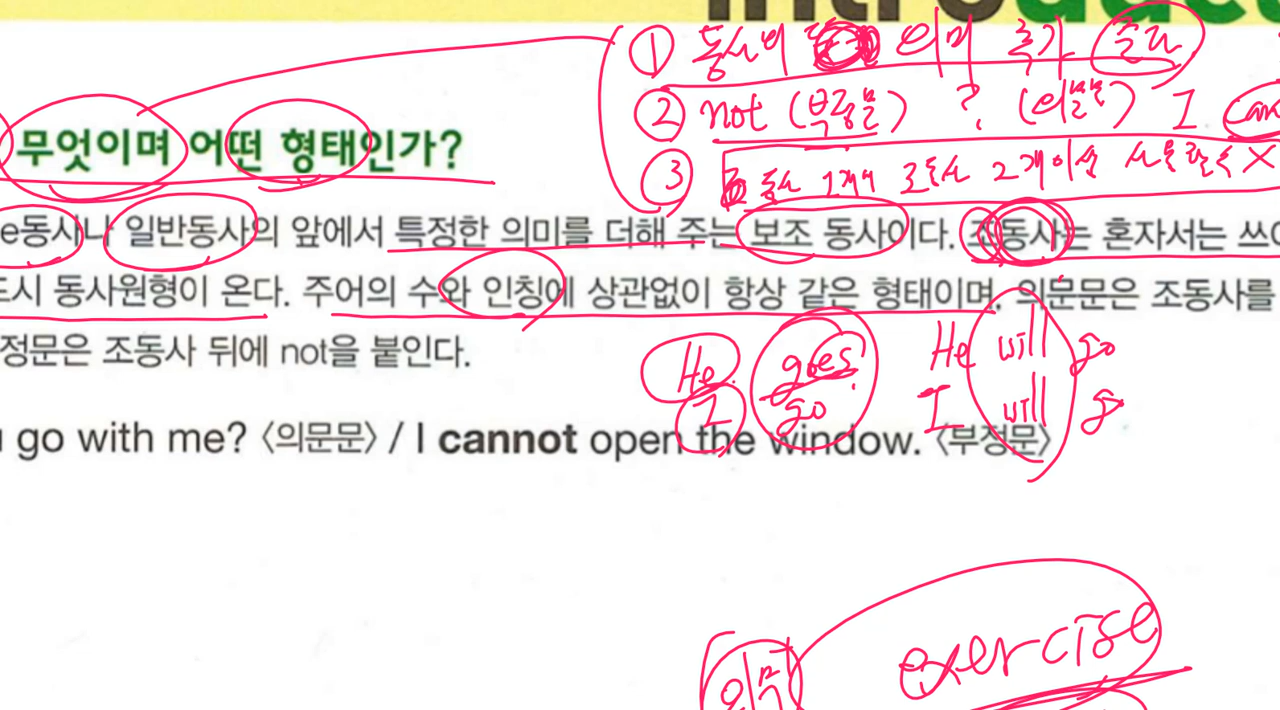 ① 동사에 의미 추가 준다
② not (부정문) ? (의문문) I can
③ 동사 1개에 조동사 2개이상 사용할 수 X
무엇이며 어떤 형태인가?
e동사나 일반동사의 앞에서 특정한 의미를 더해 주는 보조 동사이다. 조동사는 혼자서는 쓰이
드시 동사원형이 온다. 주어의 수와 인칭에 상관없이 항상 같은 형태이며, 의문문은 조동사를
정문은 조동사 뒤에 not을 붙인다.
He goes He will go
I go I will go
go with me? 〈의문문〉 / I cannot open the window. 〈부정문〉
exercise
의무